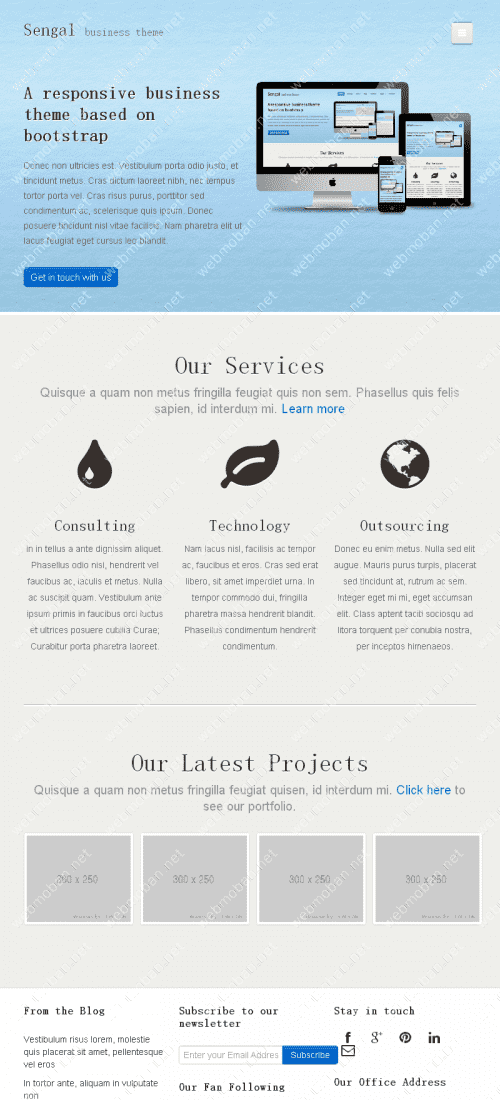 Sengal business theme
A responsive business
theme based on
bootstrap
Donec non ultricies est. Vestibulum porta odio justo, et
tincidunt metus. Cras dictum laoreet nibh, nec tempus
tortor porta vel. Cras risus purus, porttitor sed
condimentum ac, scelerisque quis ipsum. Donec
posuere tincidunt nisl vitae facilisis. Nam pharetra elit ut
lacus feugiat eget cursus leo blandit.
Get in touch with us
Our Services
Quisque a quam non metus fringilla feugiat quis non sem. Phasellus quis felis
sapien, id interdum mi. Learn more
Consulting
In in tellus a ante dignissim aliquet.
Phasellus odio nisl, hendrerit vel
faucibus ac, iaculis et metus. Nulla
ac suscipit quam. Vestibulum ante
ipsum primis in faucibus orci luctus
et ultrices posuere cubilia Curae;
Curabitur porta pharetra laoreet.
Technology
Nam lacus nisl, facilisis ac tempor
ac, faucibus et eros. Cras sed erat
libero, sit amet imperdiet urna. In
tempor commodo dui, fringilla
pharetra massa hendrerit blandit.
Phasellus condimentum hendrerit
condimentum.
Outsourcing
Donec eu enim metus. Nulla sed elit
augue. Mauris purus turpis, placerat
sed tincidunt at, rutrum ac sem.
Integer eget mi mi, eget accumsan
elit. Class aptent taciti sociosqu ad
litora torquent per conubia nostra,
per inceptos himenaeos.
Our Latest Projects
Quisque a quam non metus fringilla feugiat quisen, id interdum mi. Click here to
see our portfolio.
300 x 250
300 x 250
300 x 250
300 x 250
From the Blog
Vestibulum risus lorem, molestie
quis placerat sit amet, pellentesque
vel eros
In tortor ante, aliquam in vulputate
non
Subscribe to our
newsletter
Enter your Email Addres
Subscribe
Our Fan Following
Stay in touch
Our Office Address
webmoban.net